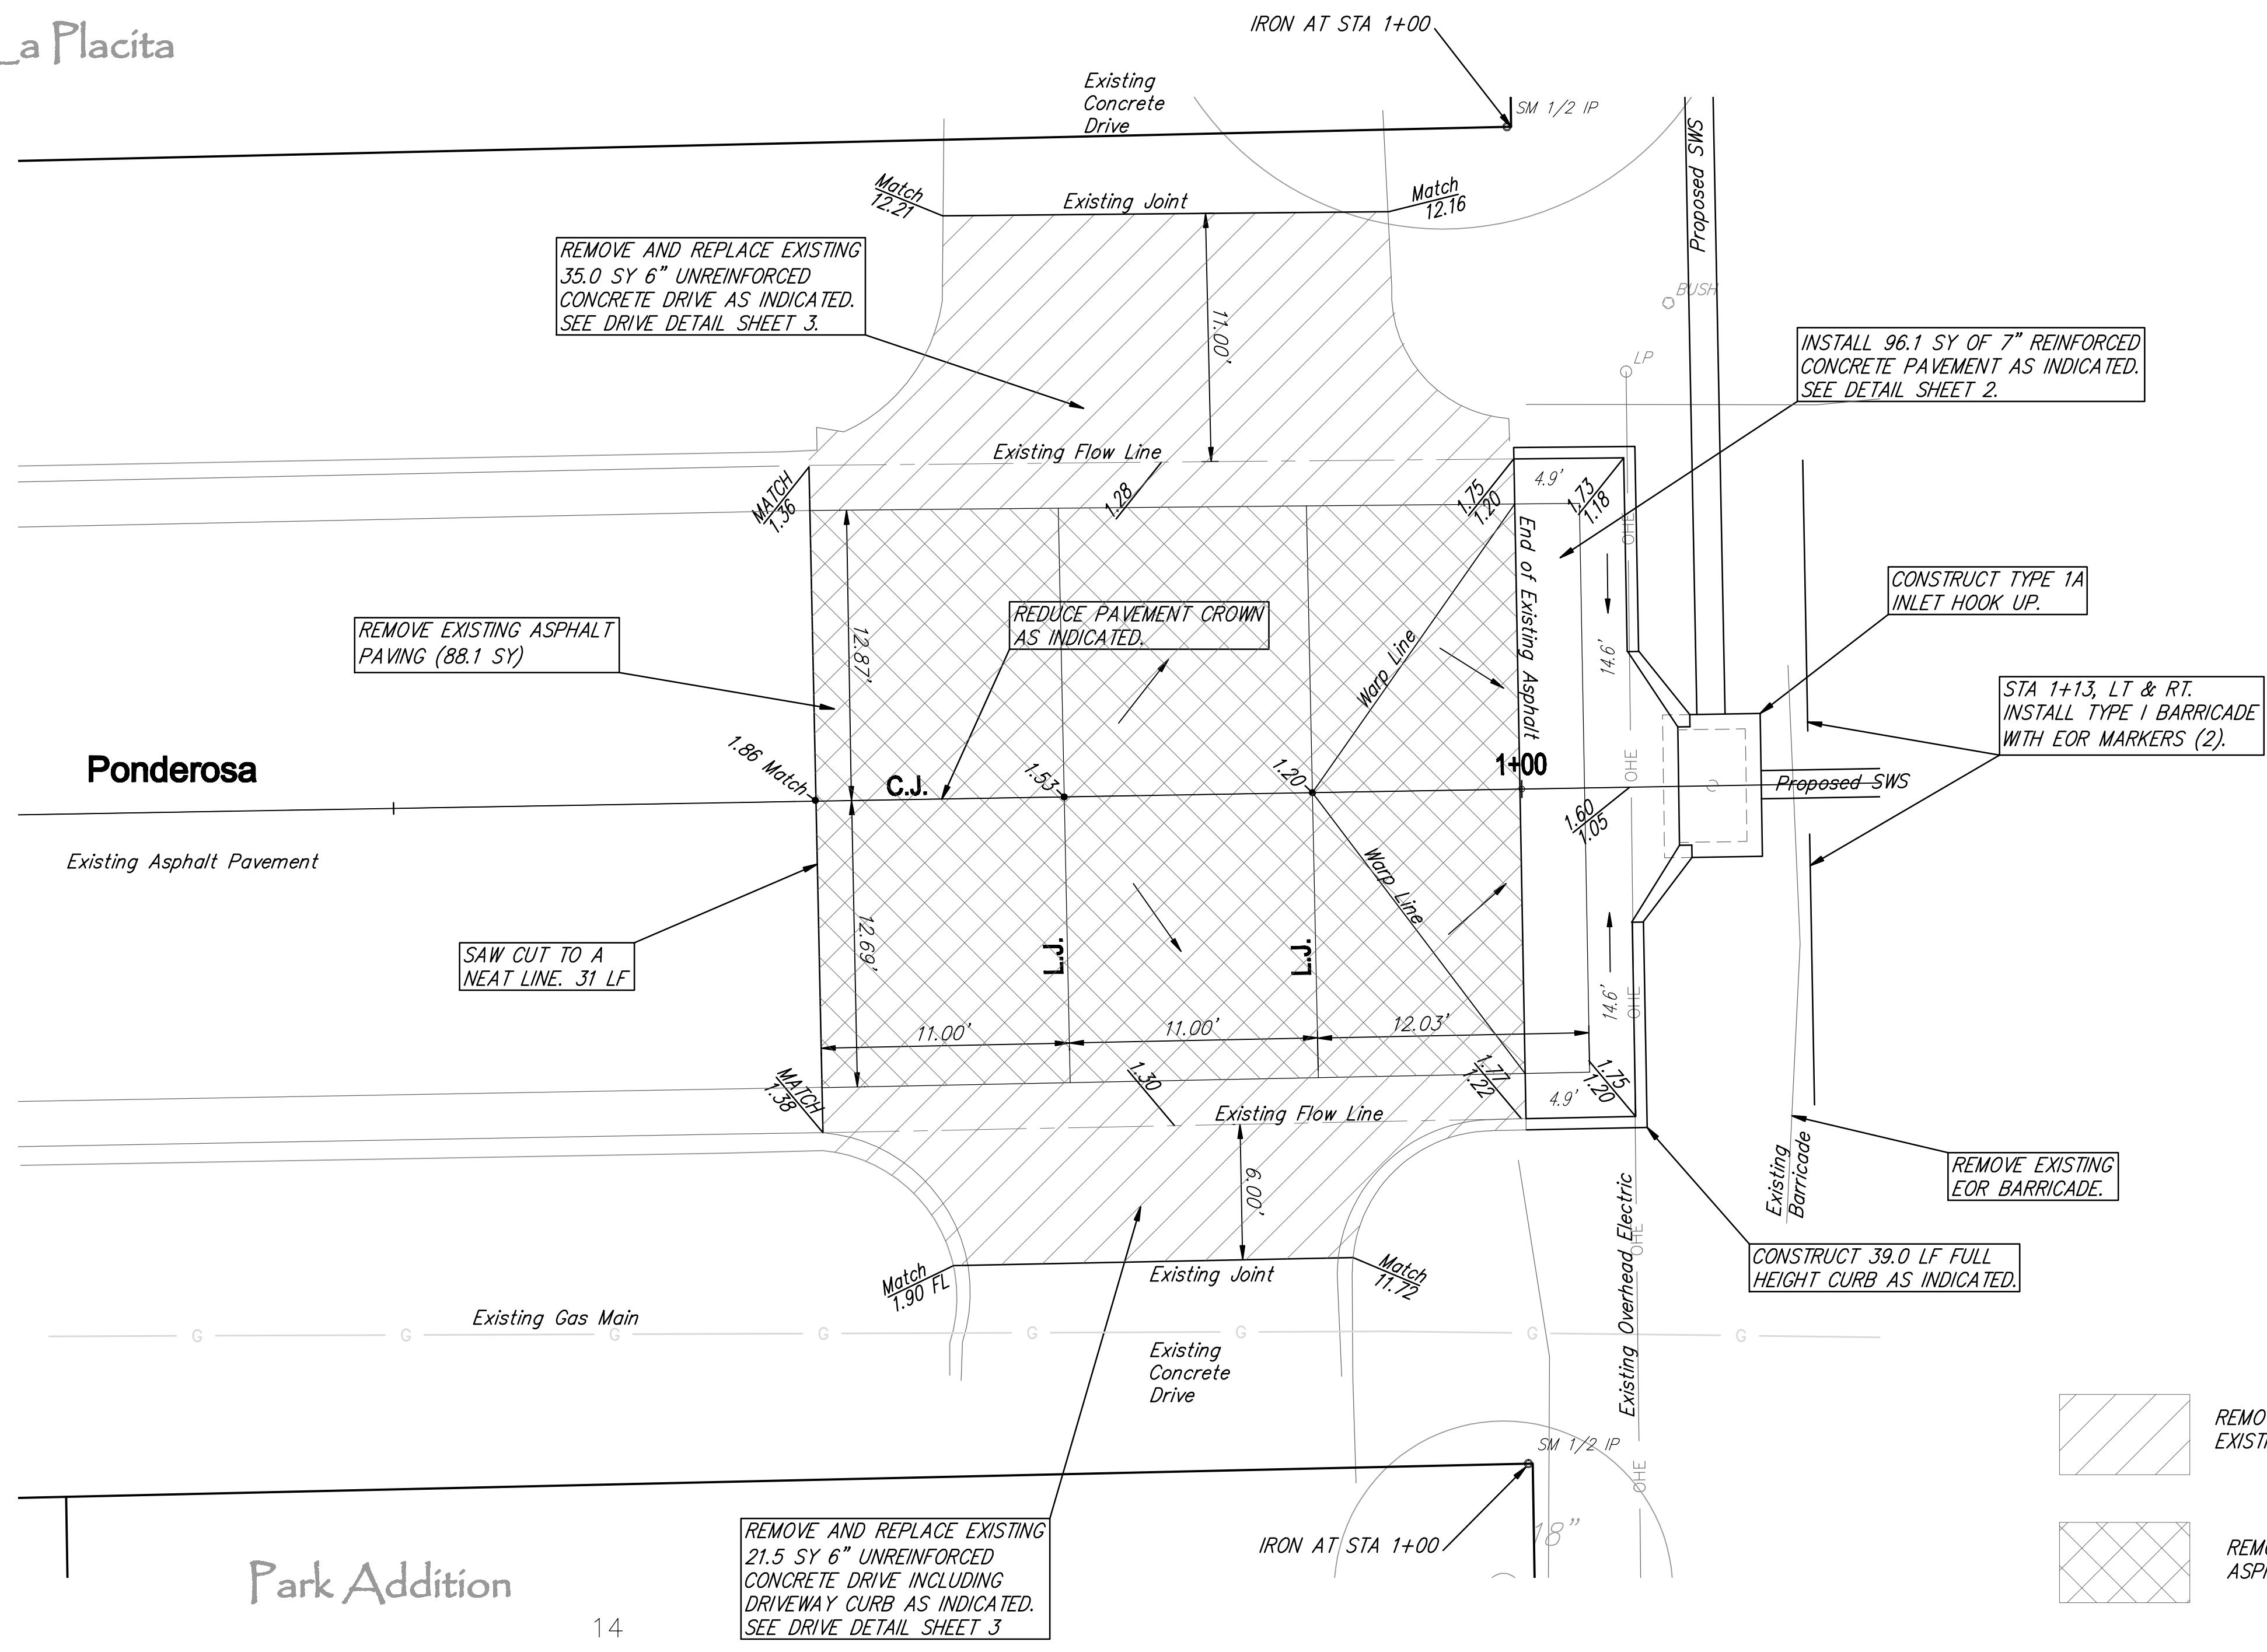 a Placita
IRON AT STA 1+00
SM 1/2 IP
Existing
Concrete
Drive
Proposed SWS
Match
12.21
Existing Joint
Match
12.16
REMOVE AND REPLACE EXISTING
35.0 SY 6" UNREINFORCED
CONCRETE DRIVE AS INDICATED.
SEE DRIVE DETAIL SHEET 3.
11.00'
BUSH
LP
INSTALL 96.1 SY OF 7" REINFORCED
CONCRETE PAVEMENT AS INDICATED.
SEE DETAIL SHEET 2.
Existing Flow Line
MATCH
1.36
1.28
1.75
1.20
4.9'
1.73
1.18
OHE
End of Existing Asphalt
CONSTRUCT TYPE 1A
INLET HOOK UP.
REMOVE EXISTING ASPHALT
PAVING (88.1 SY)
12.87'
REDUCE PAVEMENT CROWN
AS INDICATED.
Warp Line
14.6'
STA 1+13, LT & RT.
INSTALL TYPE I BARRICADE
WITH EOR MARKERS (2).
Ponderosa
1.86 Match
C.J.
1.53
1.20
1+00
OHE
Proposed SWS
1.60
1.05
Existing Asphalt Pavement
Warp Line
SAW CUT TO A
NEAT LINE. 31 LF
12.69'
L.J.
L.J.
14.6'
OHE
11.00'
11.00'
12.03'
MATCH
1.38
1.30
1.77
1.22
1.75
1.20
4.9'
Existing Flow Line
6.00'
Existing
Barricade
REMOVE EXISTING
EOR BARRICADE.
Existing Overhead Electric
OHE
CONSTRUCT 39.0 LF FULL
HEIGHT CURB AS INDICATED.
Match
1.90 FL
Existing Joint
Match
11.72
Existing Gas Main
G G G G G G G G
Existing
Concrete
Drive
REMO
EXIST
SM 1/2 IP
OHE
18"
IRON AT STA 1+00
REM
ASP
REMOVE AND REPLACE EXISTING
21.5 SY 6" UNREINFORCED
CONCRETE DRIVE INCLUDING
DRIVEWAY CURB AS INDICATED.
SEE DRIVE DETAIL SHEET 3
Park Addition
14